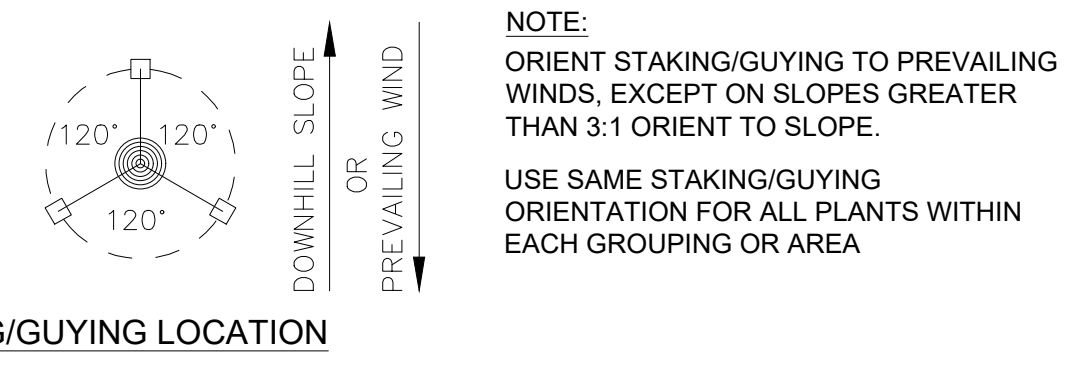 120° 120°
120°
DOWNHILL SLOPE
OR
PREVAILING WIND
NOTE:
ORIENT STAKING/GUYING TO PREVAILING
WINDS, EXCEPT ON SLOPES GREATER
THAN 3:1 ORIENT TO SLOPE.
USE SAME STAKING/GUYING
ORIENTATION FOR ALL PLANTS WITHIN
EACH GROUPING OR AREA
/GUYING LOCATION